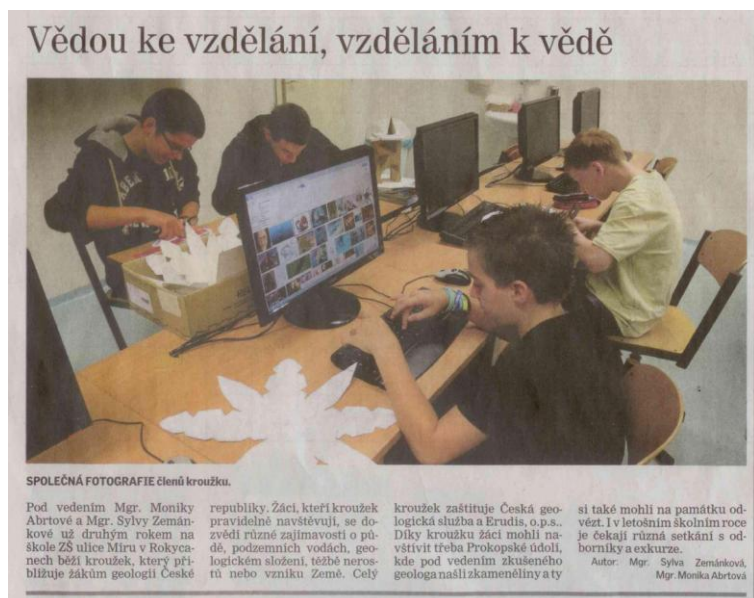 Vědou ke vzdělání, vzděláním k vědě
SPOLEČNÁ FOTOGRAFIE členů kroužku.
Pod vedením Mgr. Moniky
Abrtové a Mgr. Sylvy Zemán-
kové už druhým rokem na
škole ZŠ ulice Míru v Rokyca-
nech běží kroužek, který při-
bližuje žákům geologii České
republiky. Žáci, kteří kroužek
pravidelně navštěvují, se do-
zvědí různé zajímavosti o pů-
dě, podzemních vodách, geo-
logickém složení, těžbě neros-
tů nebo vzniku Země. Celý
kroužek zaštituje Česká geo-
logická služba a Erudis, o.p.s..
Díky kroužku žáci mohli na-
vštívit třeba Prokopské údolí,
kde pod vedením zkušeného
geologa našli zkameněliny a ty
si také mohli na památku od-
vézt. I v letošním školním roce
je čekají různá setkání s od-
borníky a exkurze.
Autor: Mgr. Sylva Zemánková,
Mgr. Monika Abrtová